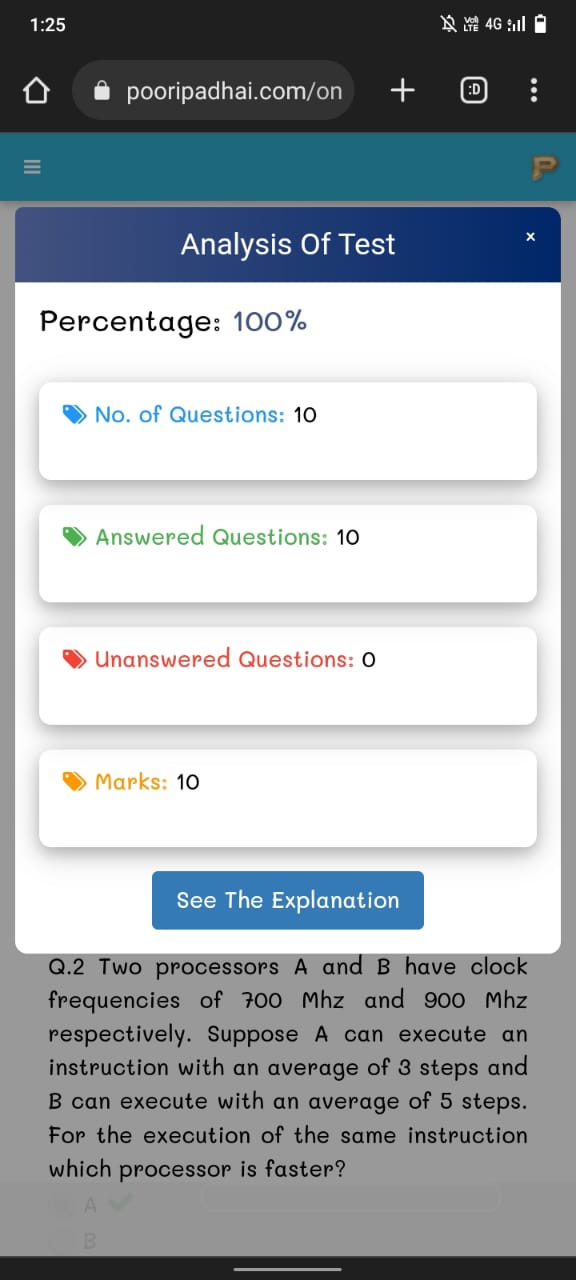 1:25
Vo) LTE 4G
pooripadhai.com/on
:D
Analysis Of Test
×
Percentage: 100%
No. of Questions: 10
Answered Questions: 10
Unanswered Questions: 0
Marks: 10
See The Explanation
Q.2 Two processors A and B have clock
frequencies of 700 Mhz and 900 Mhz
respectively. Suppose A can execute an
instruction with an average of 3 steps and
B can execute with an average of 5 steps.
For the execution of the same instruction
which processor is faster?
A
B